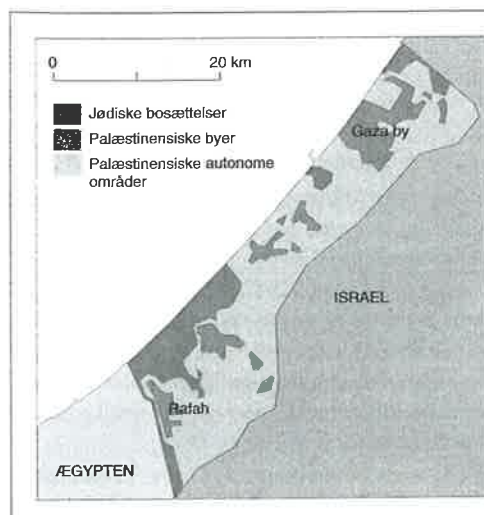 0 20 km
Jødiske bosættelser
Palæstinensiske byer
Palæstinensiske autonome
områder
Gaza by
ISRAEL
Rafah
ÆGYPTEN